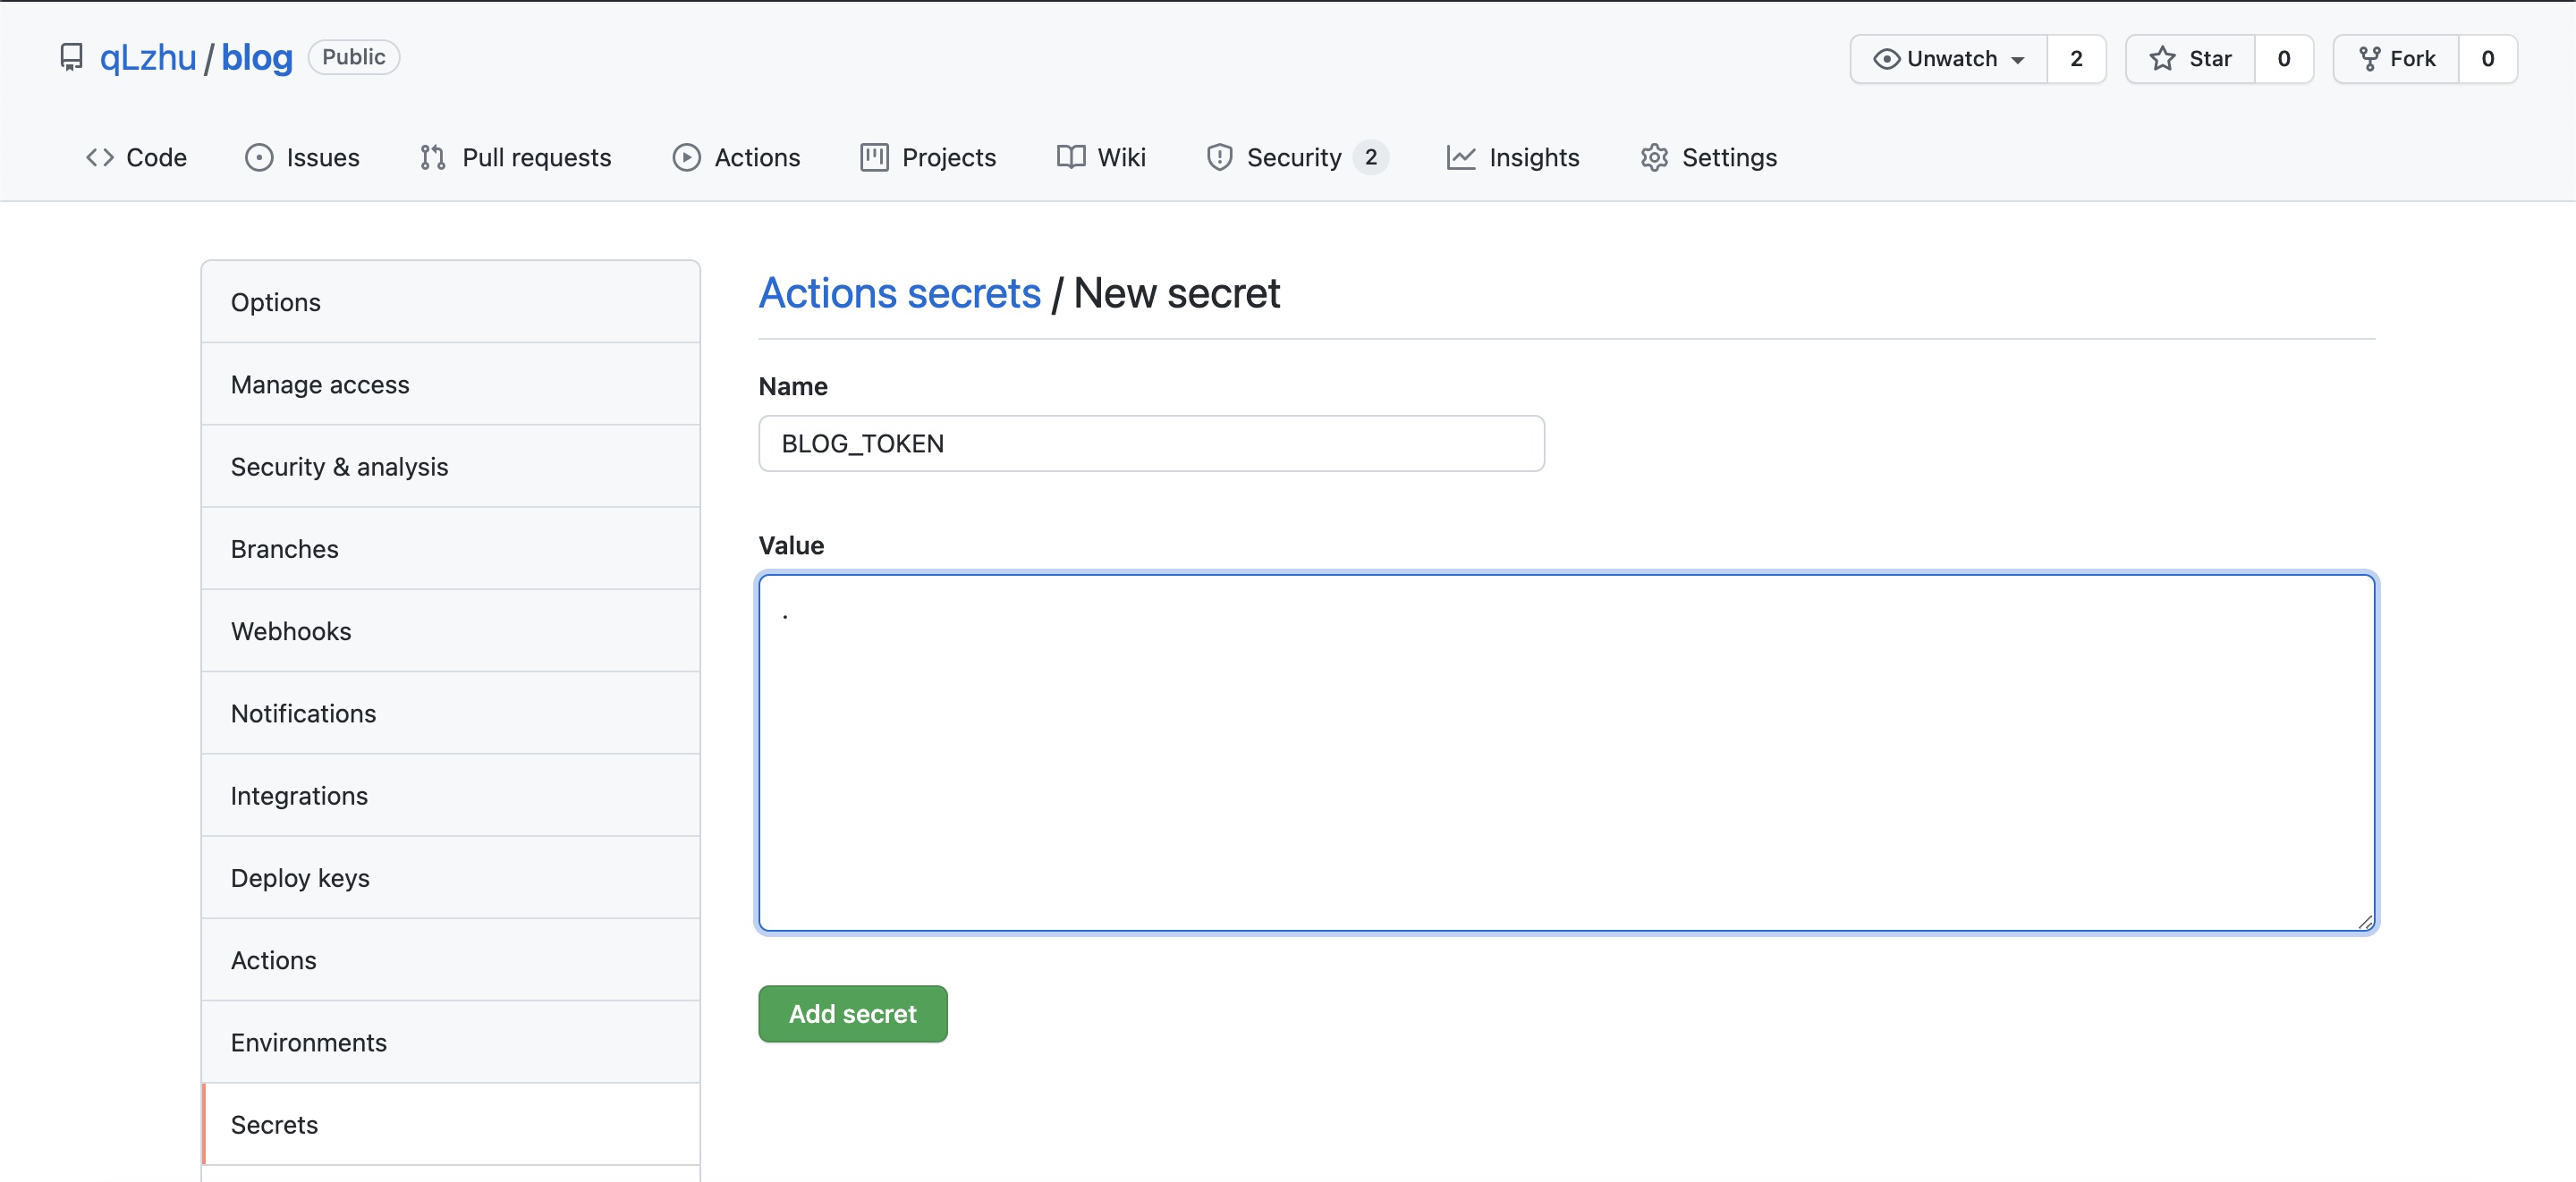 qLzhu / blog Public Unwatch 2 Star 0 Fork 0
Code Issues Pull requests Actions Projects Wiki Security 2 Insights Settings
Options
Manage access
Security & analysis
Branches
Webhooks
Notifications
Integrations
Deploy keys
Actions
Environments
Secrets
Actions secrets / New secret
Name
BLOG_TOKEN
Value
.
Add secret